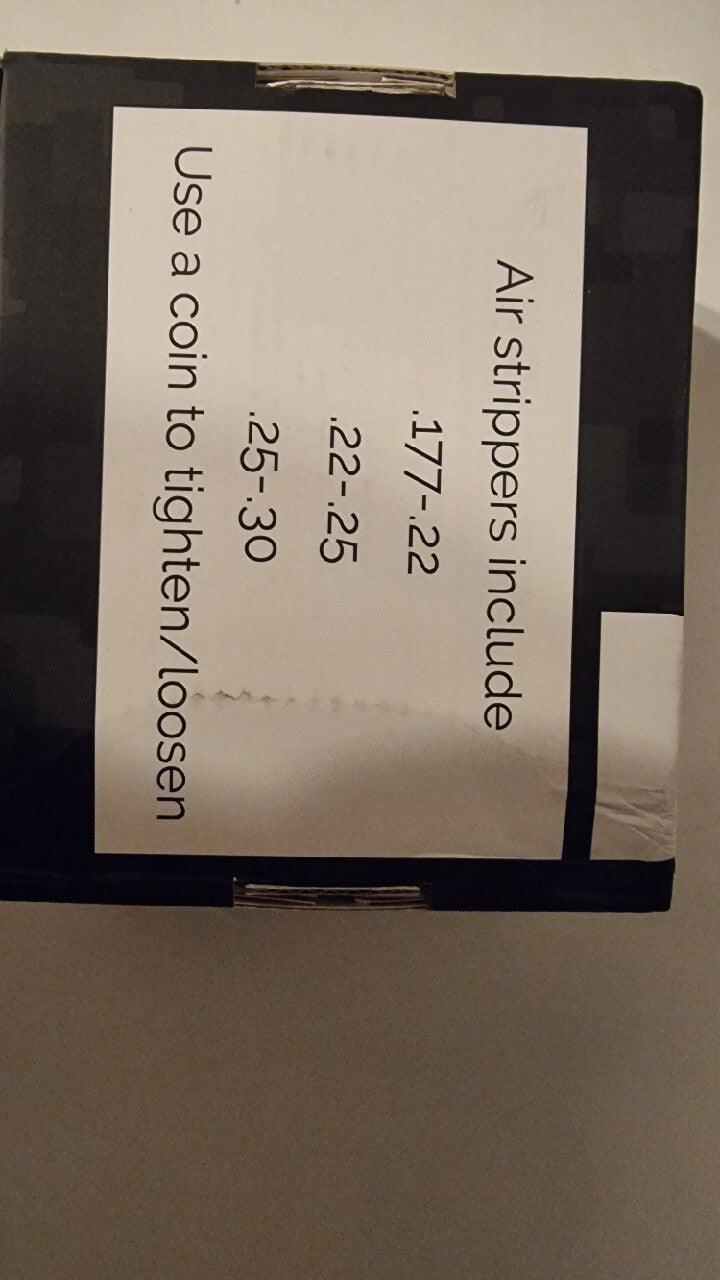 Air strippers include
.177-.22
.22-.25
.25-.30
Use a coin to tighten/loosen